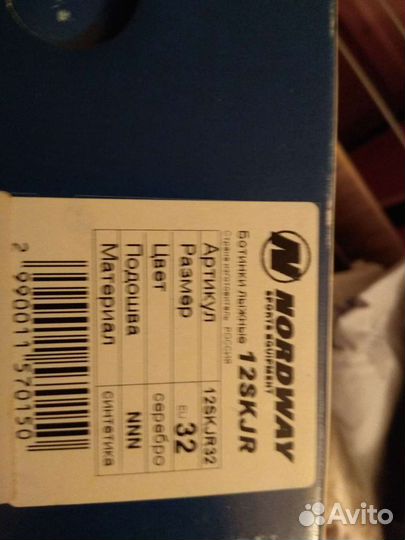 NORDWAY
SPORTS EQUIPMENT
Ботинки лыжные 12SKJR
Страна изготовитель РОССИЯ
Артикул 12SKJR32
Размер EU 32
Цвет серебро
Подошва NNN
Материал синтетика
2 990011 570150
Avito